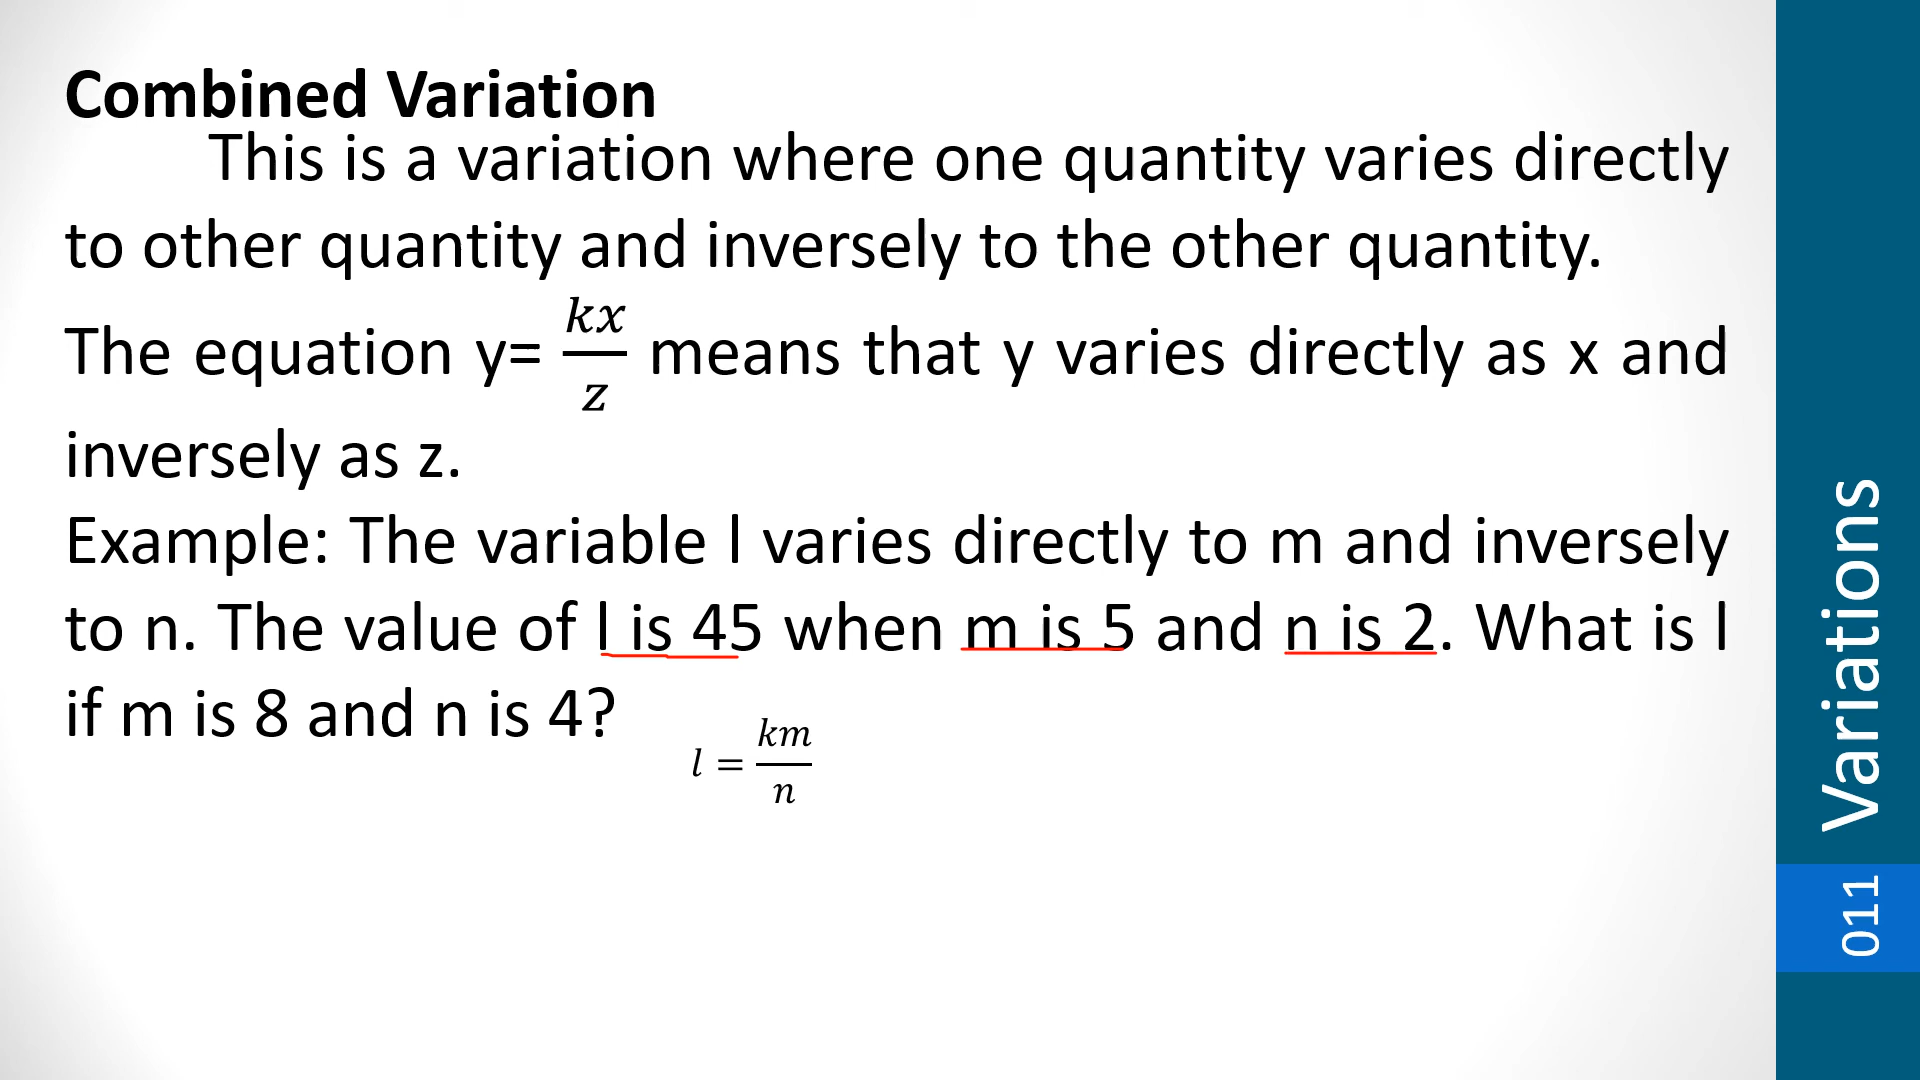 Combined Variation
This is a variation where one quantity varies directly
to other quantity and inversely to the other quantity.
The equation y= kx/z means that y varies directly as x and
inversely as z.
Example: The variable l varies directly to m and inversely
to n. The value of l is 45 when m is 5 and n is 2. What is l
if m is 8 and n is 4?
l = km/n
Variations
011